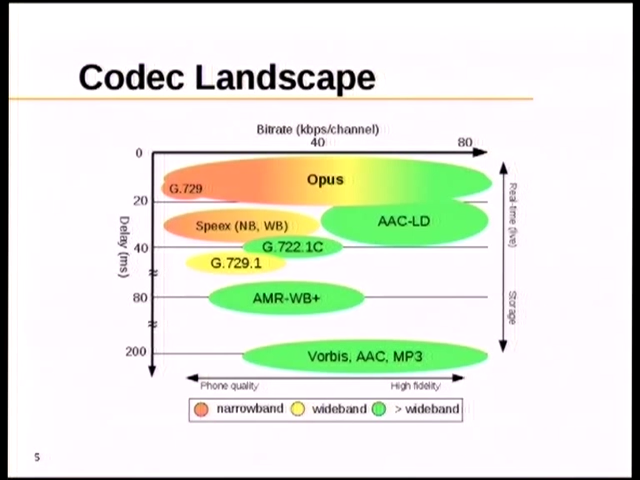 Codec Landscape
Bitrate (kbps/channel)
40
80
0
Opus
G.729
20
Speex (NB, WB)
AAC-LD
Delay (ms)
40
G.722.1C
G.729.1
80
AMR-WB+
200
Vorbis, AAC, MP3
Real-time (live)
Storage
Phone quality
High fidelity
narrowband
wideband
> wideband
5